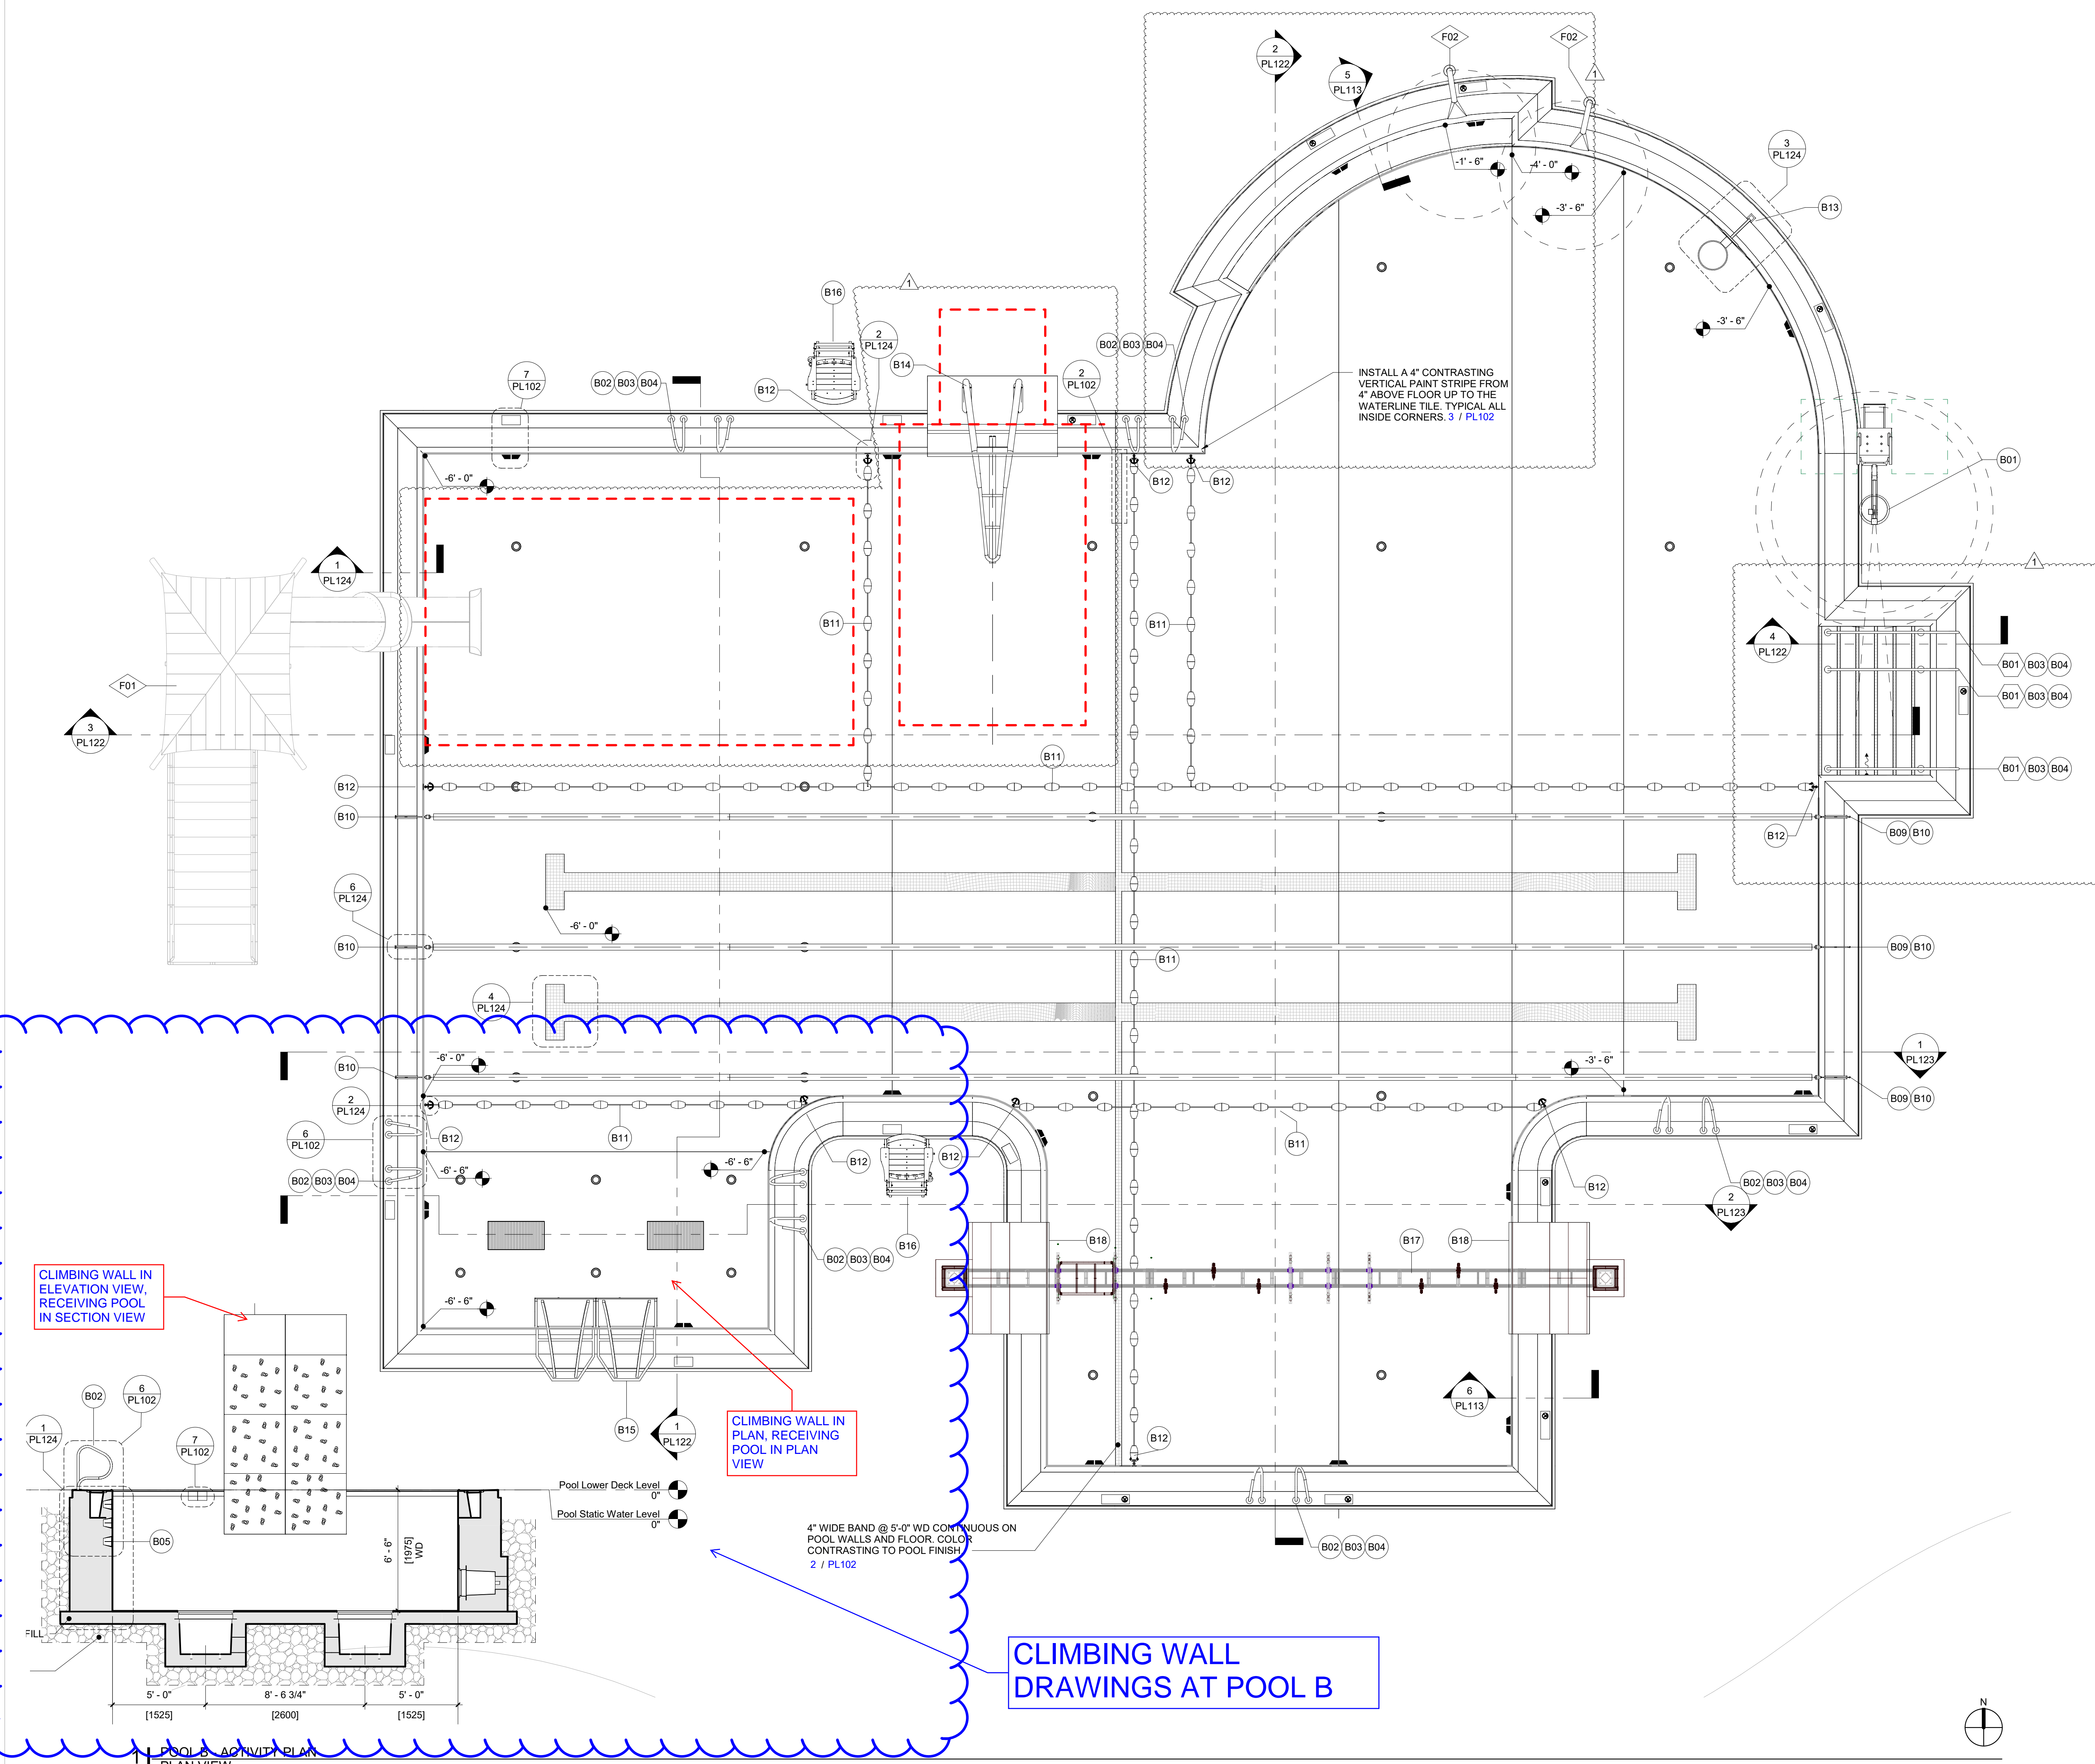 2
PL122
5
PL113
F02
F02
1
3
PL124
-1' - 6"
-4' - 0"
-3' - 6"
B13
B16
1
2
PL124
-3' - 6"
B02 B03 B04
B14
7
PL102
B02 B03 B04
B12
2
PL102
INSTALL A 4" CONTRASTING
VERTICAL PAINT STRIPE FROM
4" ABOVE FLOOR UP TO THE
WATERLINE TILE. TYPICAL ALL
INSIDE CORNERS. 3 / PL102
B01
-6' - 0"
B12
B12
1
PL124
1
B11
B11
4
PL122
B01 B03 B04
F01
B01 B03 B04
3
PL122
B11
B01 B03 B04
B12
B10
B12
B09 B10
6
PL124
-6' - 0"
B10
B09 B10
B11
4
PL124
1
PL123
-6' - 0"
-3' - 6"
B10
2
PL124
B09 B10
6
PL102
B12
B11
B11
B12
B12
-6' - 6"
-6' - 6"
B02 B03 B04
B02 B03 B04
B12
2
PL123
B16
B18
B17
B18
B02 B03 B04
CLIMBING WALL IN
ELEVATION VIEW,
RECEIVING POOL
IN SECTION VIEW
-6' - 6"
B02
6
PL102
6
PL113
1
PL124
7
PL102
B15
1
PL122
CLIMBING WALL IN
PLAN, RECEIVING
POOL IN PLAN
VIEW
B12
Pool Lower Deck Level
0"
Pool Static Water Level
0"
4" WIDE BAND @ 5'-0" WD CONTINUOUS ON
POOL WALLS AND FLOOR. COLOR
CONTRASTING TO POOL FINISH.
2 / PL102
B05
6' - 6"
[1975]
WD
B02 B03 B04
FILL
CLIMBING WALL
DRAWINGS AT POOL B
5' - 0"
8' - 6 3/4"
5' - 0"
[1525]
[2600]
[1525]
N
1
POOL B - ACTIVITY PLAN
PLAN VIEW